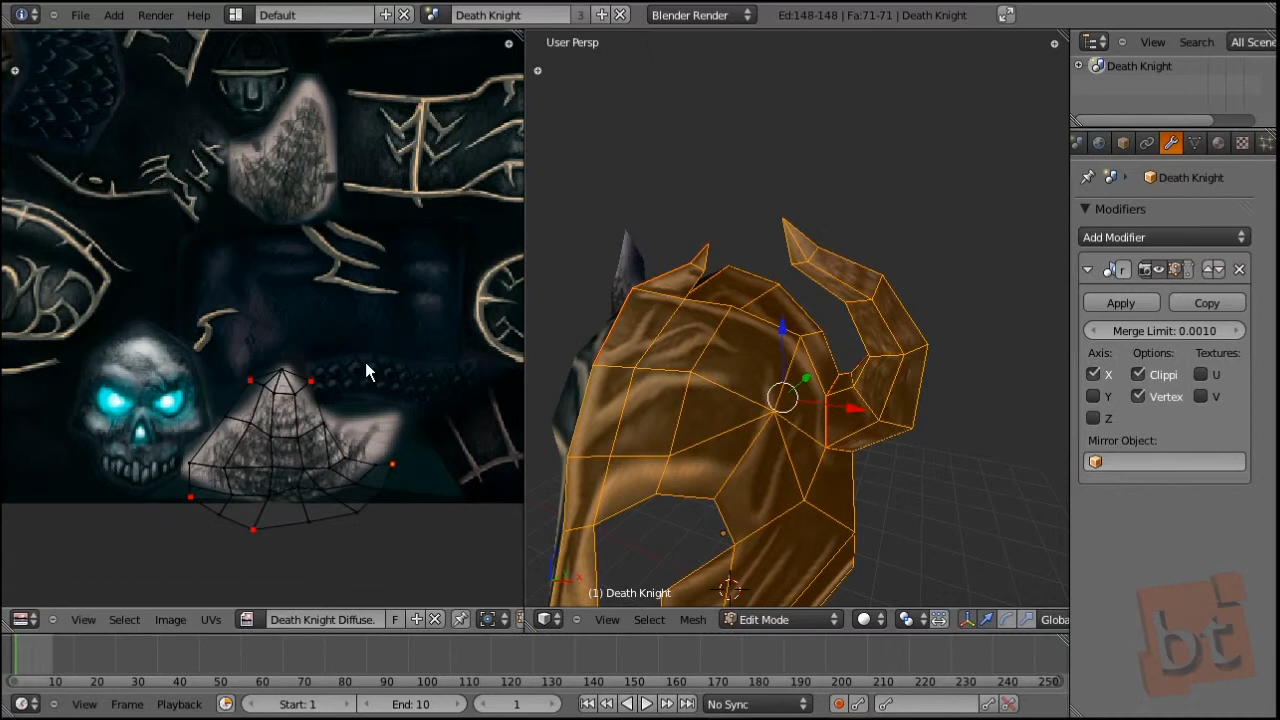 File Add Render Help Default Death Knight 3 Blender Render Ed:148-148 | Fa:71-71 | Death Knight
User Persp
View Search All Scene
Death Knight
Death Knight
Modifiers
Add Modifier
r
Apply Copy
Merge Limit: 0.0010
Axis: Options: Textures:
X Clippi U
Y Vertex V
Z
Mirror Object:
(1) Death Knight
View Select Image UVs Death Knight Diffuse. F View Select Mesh Edit Mode Globa
10 20 30 40 50 60 70 80 90 100 110 120 130 140 150 160 170 180 190 200 210 220 230 240 250
View Frame Playback Start: 1 End: 10 1 No Sync
bt